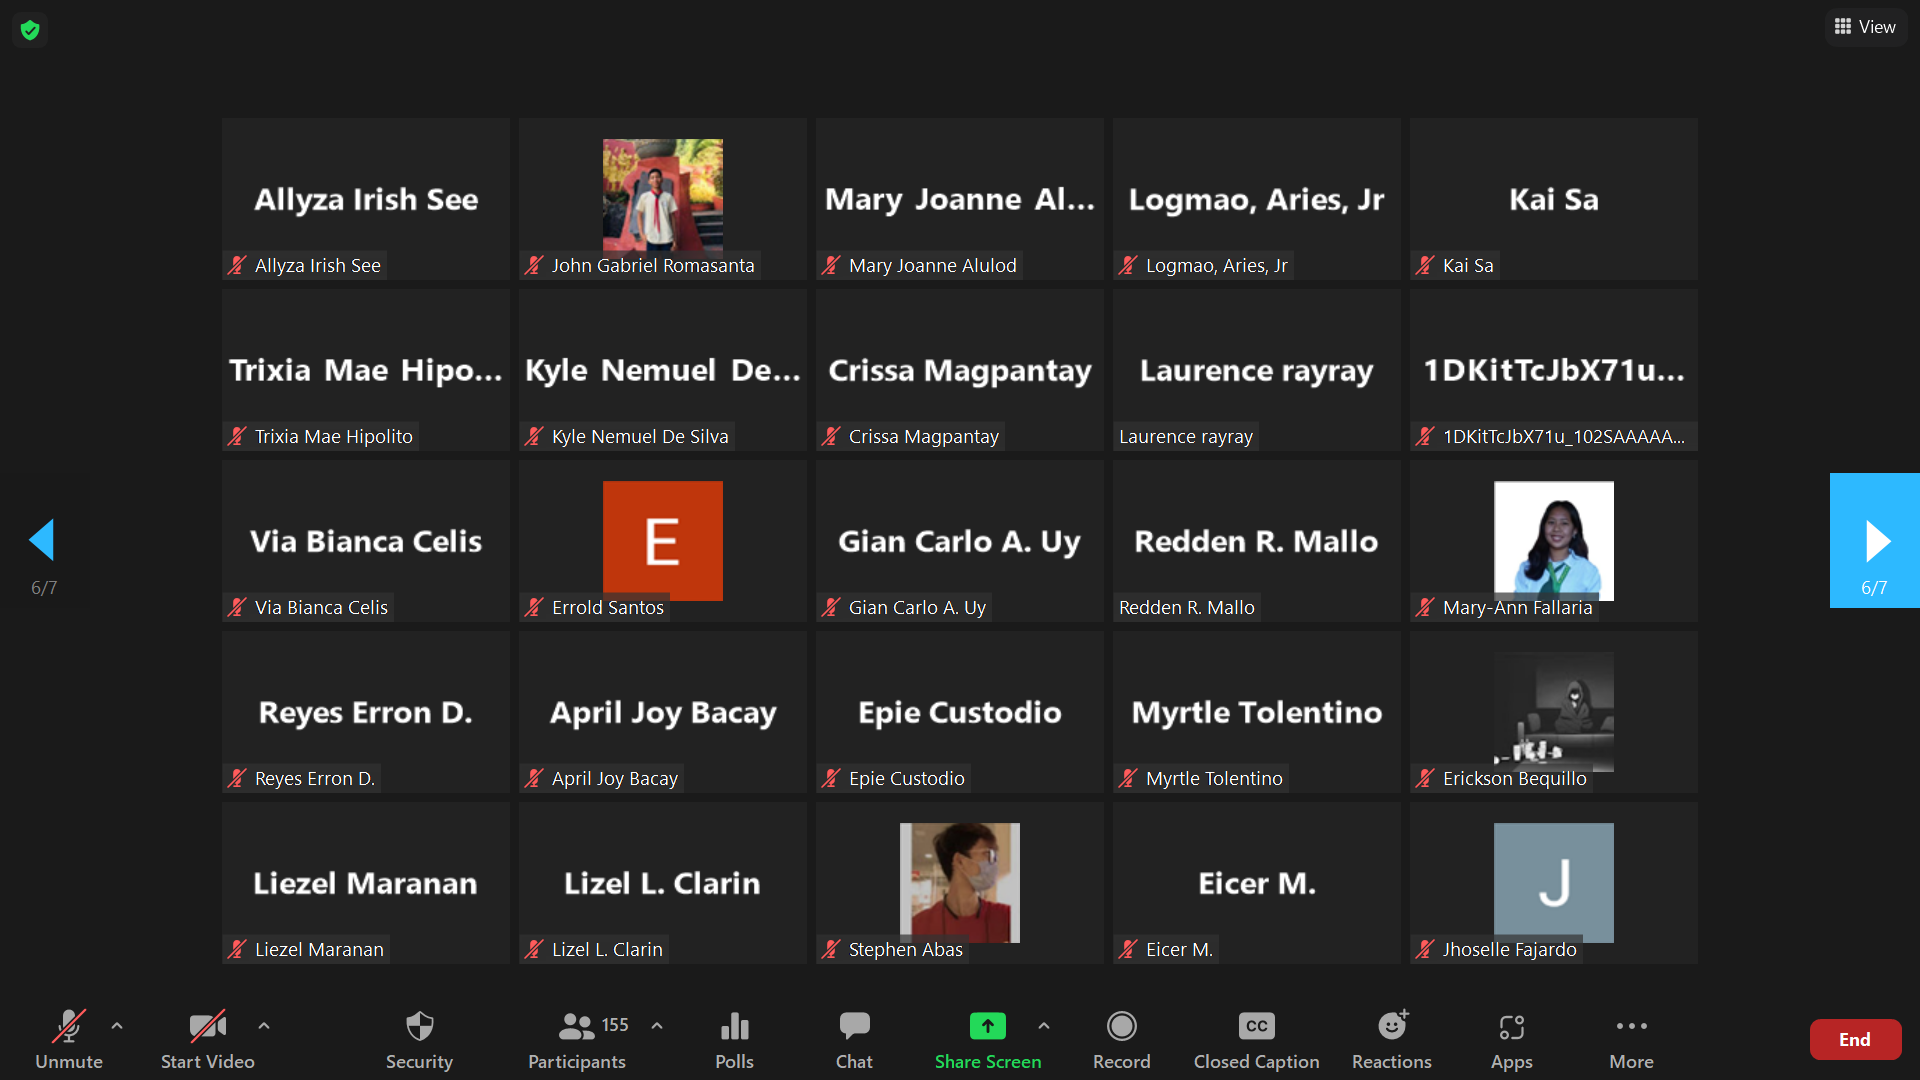 View
Allyza Irish See
Allyza Irish See
John Gabriel Romasanta
Mary Joanne Al...
Mary Joanne Alulod
Logmao, Aries, Jr
Logmao, Aries, Jr
Kai Sa
Kai Sa
Trixia Mae Hipo...
Trixia Mae Hipolito
Kyle Nemuel De...
Kyle Nemuel De Silva
Crissa Magpantay
Crissa Magpantay
Laurence rayray
Laurence rayray
1DKitTcJbX71u...
1DKitTcJbX71u_102SAAAAA...
6/7
Via Bianca Celis
Via Bianca Celis
E
Errold Santos
Gian Carlo A. Uy
Gian Carlo A. Uy
Redden R. Mallo
Redden R. Mallo
Mary-Ann Fallaria
6/7
Reyes Erron D.
Reyes Erron D.
April Joy Bacay
April Joy Bacay
Epie Custodio
Epie Custodio
Myrtle Tolentino
Myrtle Tolentino
Erickson Bequillo
Liezel Maranan
Liezel Maranan
Lizel L. Clarin
Lizel L. Clarin
Stephen Abas
Eicer M.
Eicer M.
J
Jhoselle Fajardo
Unmute
Start Video
Security
155
Participants
Polls
Chat
Share Screen
Record
CC
Closed Caption
Reactions
Apps
More
End